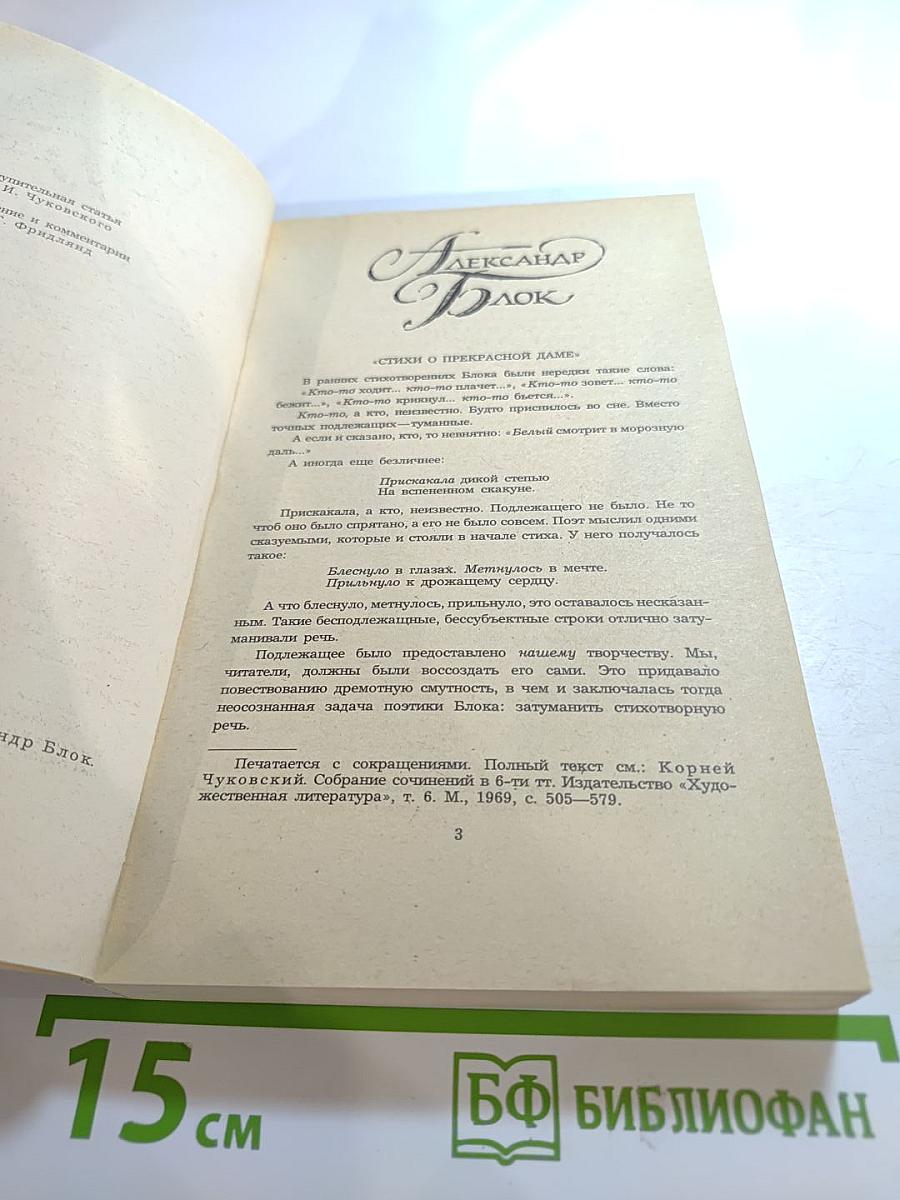 упительная статья
И. Чуковского
ние и комментарии
Фридлянд
ндр Блок.
Александр
Блок
«СТИХИ О ПРЕКРАСНОЙ ДАМЕ»
В ранних стихотворениях Блока были нередки такие слова:
«Кто-то ходит... кто-то плачет...», «Кто-то зовет... кто-то
бежит...», «Кто-то крикнул... кто-то бьется...».
Кто-то, а кто, неизвестно. Будто приснилось во сне. Вместо
точных подлежащих—туманные.
А если и сказано, кто, то невнятно: «Белый смотрит в морозную
даль...»
А иногда еще безличнее:
Прискакала дикой степью
На вспененном скакуне.
Прискакала, а кто, неизвестно. Подлежащего не было. Не то
чтоб оно было спрятано, а его не было совсем. Поэт мыслил одними
сказуемыми, которые и стояли в начале стиха. У него получалось
такое:
Блеснуло в глазах. Метнулось в мечте.
Прильнуло к дрожащему сердцу.
А что блеснуло, метнулось, прильнуло, это оставалось несказан-
ным. Такие бесподлежащные, бессубъектные строки отлично зату-
манивали речь.
Подлежащее было предоставлено нашему творчеству. Мы,
читатели, должны были воссоздать его сами. Это придавало
повествованию дремотную смутность, в чем и заключалась тогда
неосознанная задача поэтики Блока: затуманить стихотворную
речь.
Печатается с сокращениями. Полный текст см.: Корней
Чуковский. Собрание сочинений в 6-ти тт. Издательство «Худо-
жественная литература», т. 6. М., 1969, с. 505—579.
3
15 см
БФ БИБЛИОФАН